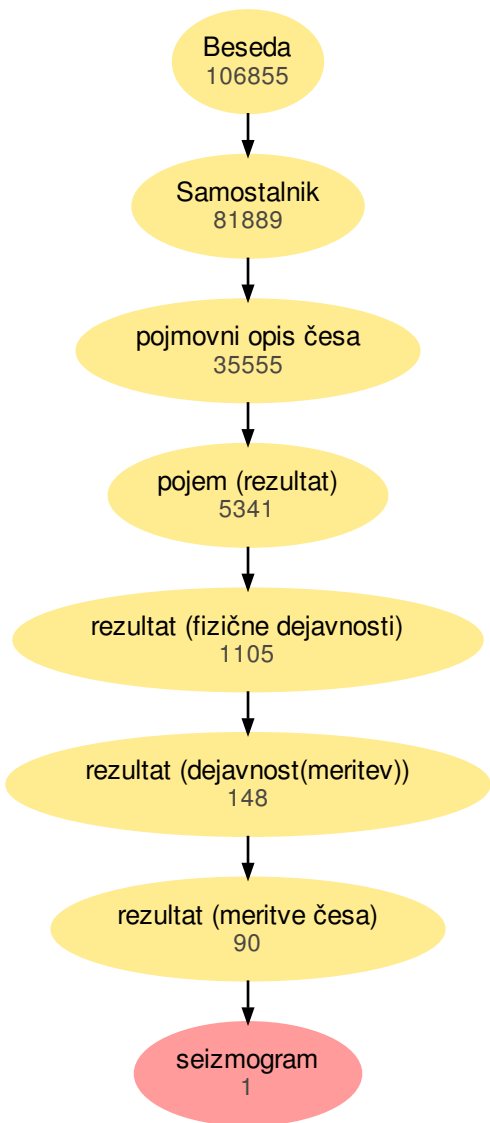 Beseda
106855
Samostalnik
81889
pojmovni opis česa
35555
pojem (rezultat)
5341
rezultat (fizične dejavnosti)
1105
rezultat (dejavnost(meritev))
148
rezultat (meritve česa)
90
seizmogram
1